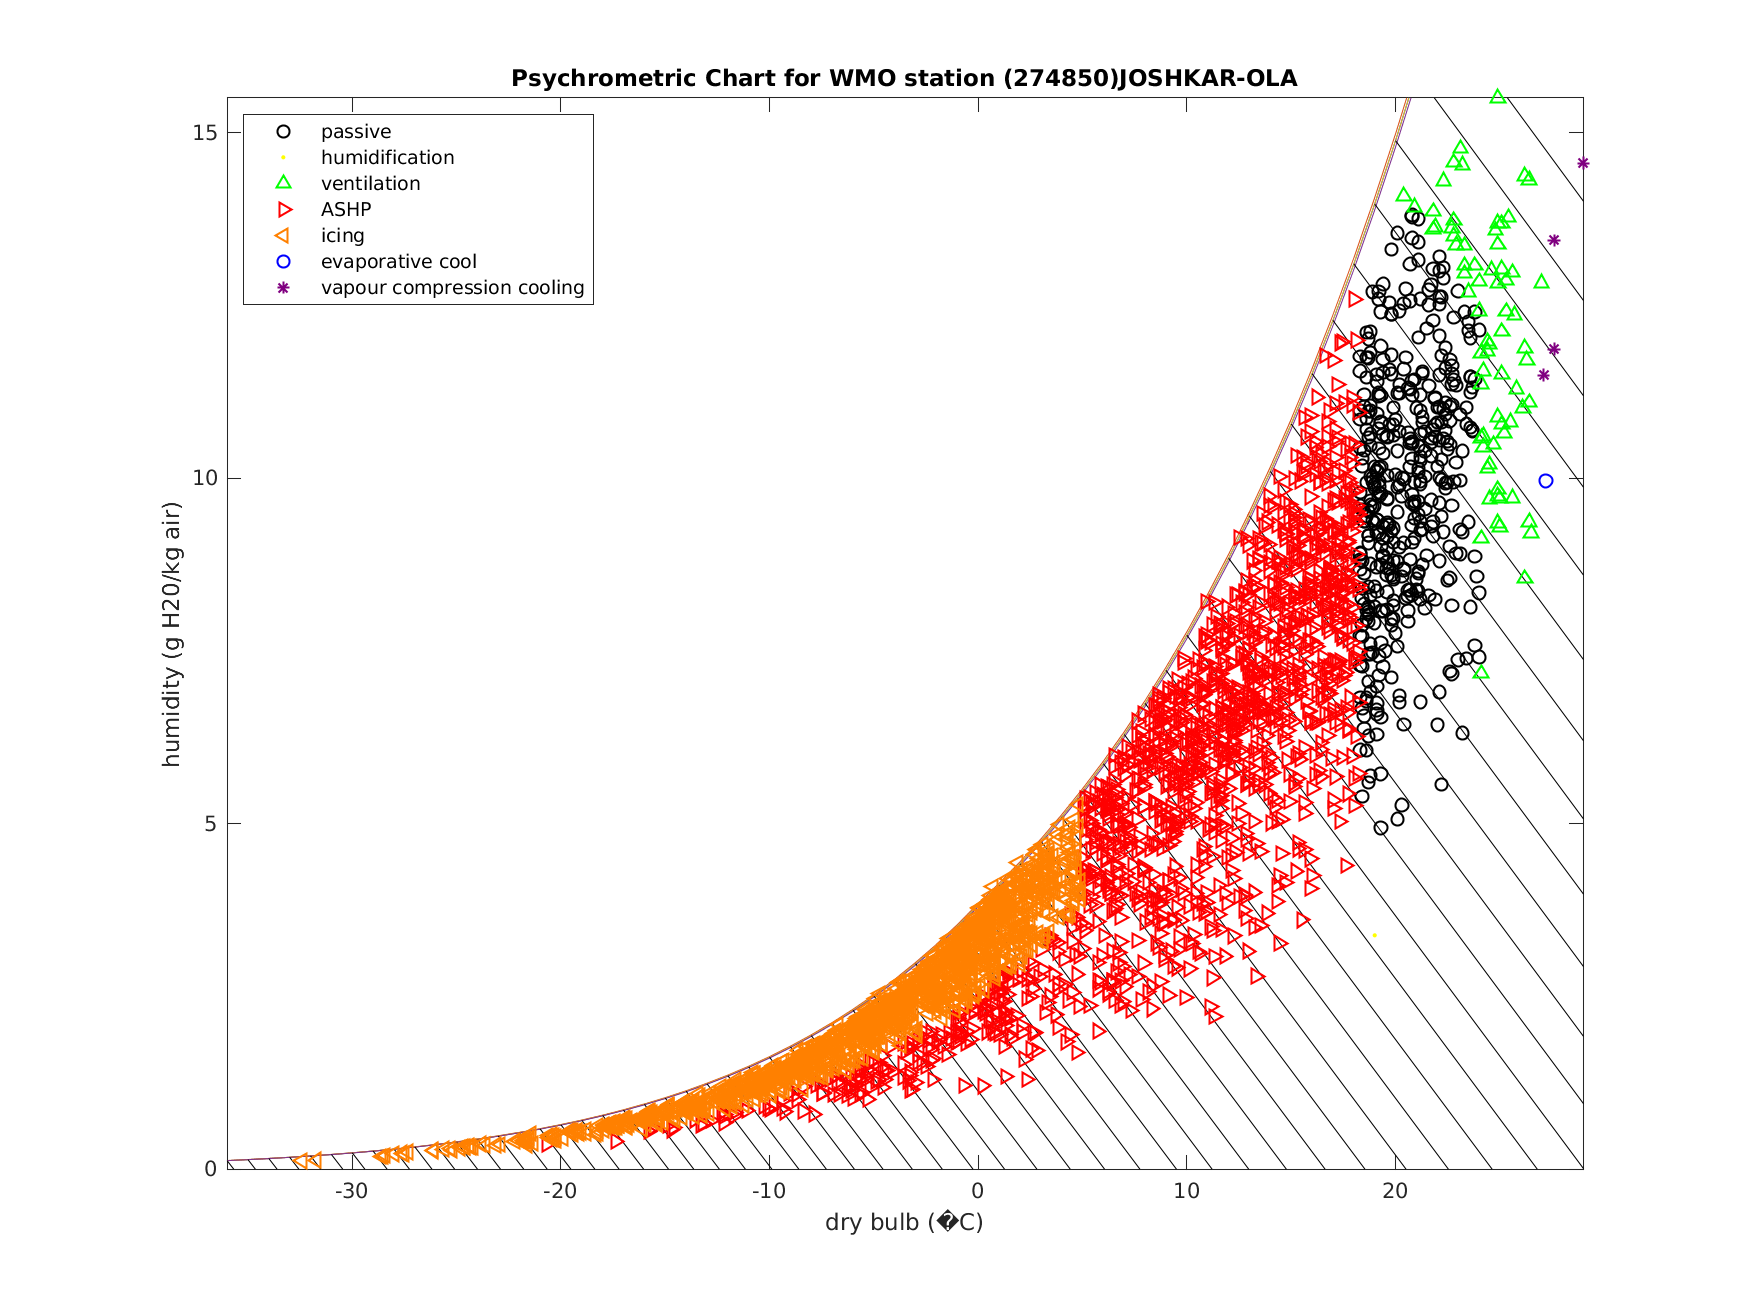 Psychrometric Chart for WMO station (274850)JOSHKAR-OLA
passive
humidification
ventilation
ASHP
icing
evaporative cool
vapour compression cooling
15
10
5
0
humidity (g H20/kg air)
-30 -20 -10 0 10 20
dry bulb (�C)